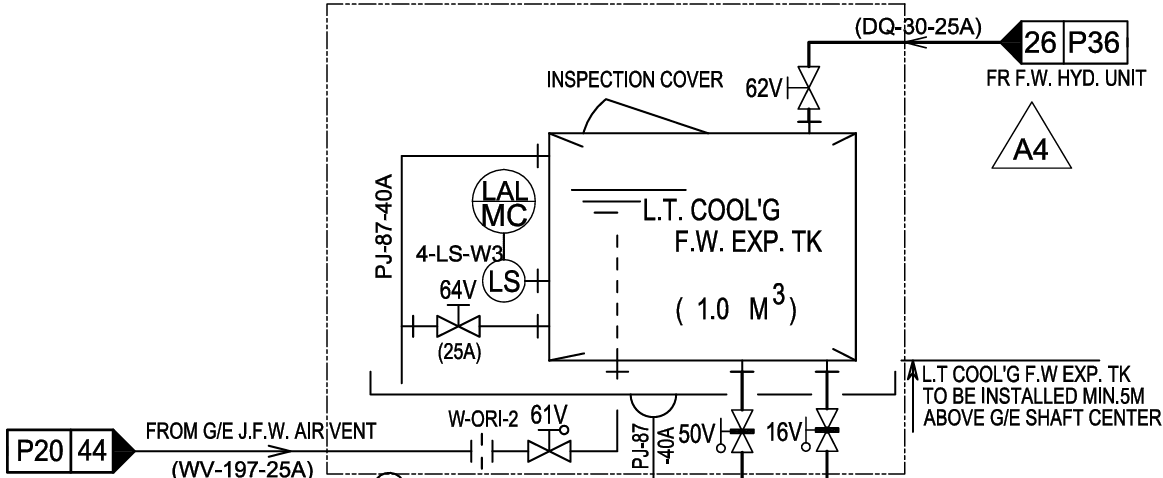 (DQ-30-25A)
26 P36
FR F.W. HYD. UNIT
A4
INSPECTION COVER
62V
PJ-87-40A
LAL
MC
4-LS-W3
LS
64V
(25A)
L.T. COOL'G
F.W. EXP. TK
( 1.0 M3 )
L.T COOL'G F.W EXP. TK
TO BE INSTALLED MIN.5M
ABOVE G/E SHAFT CENTER
P20 44
FROM G/E J.F.W. AIR VENT
(WV-197-25A)
W-ORI-2
61V
PJ-87
-40A
50V
16V